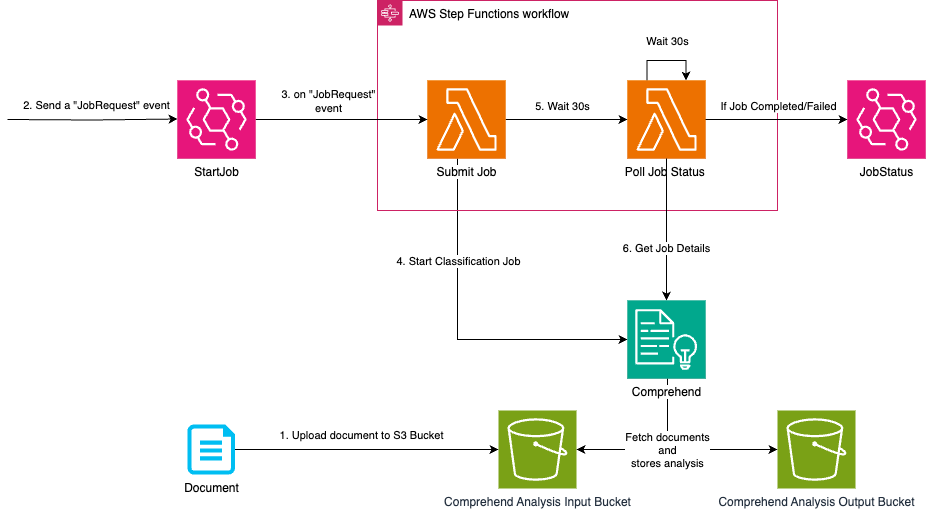 AWS Step Functions workflow
Wait 30s
2. Send a "JobRequest" event
3. on "JobRequest"
event
5. Wait 30s
If Job Completed/Failed
StartJob
Submit Job
Poll Job Status
JobStatus
4. Start Classification Job
6. Get Job Details
Comprehend
1. Upload document to S3 Bucket
Fetch documents
and
stores analysis
Document
Comprehend Analysis Input Bucket
Comprehend Analysis Output Bucket